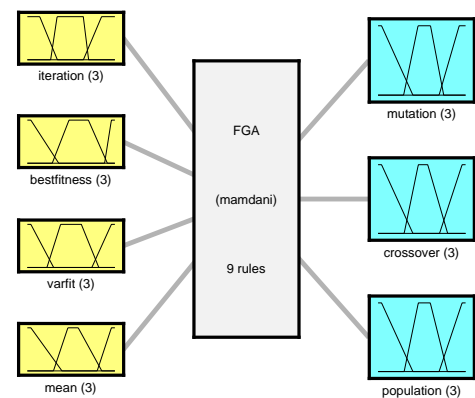 iteration (3)
bestfitness (3)
varfit (3)
mean (3)
FGA
(mamdani)
9 rules
mutation (3)
crossover (3)
population (3)